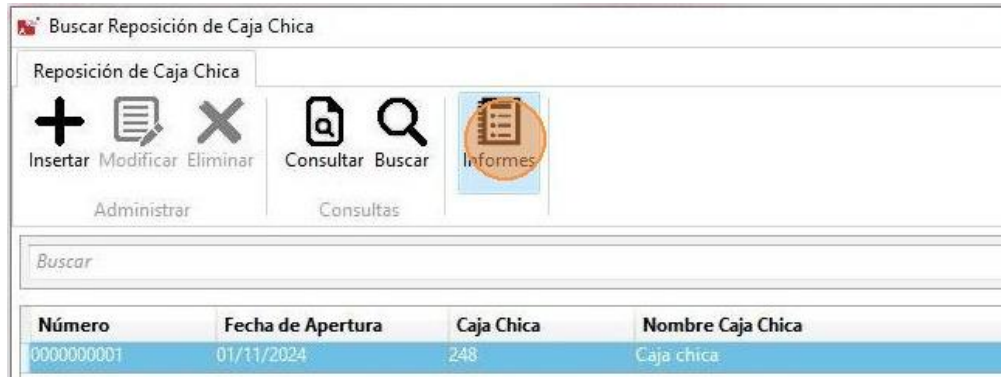 Buscar Reposición de Caja Chica
Reposición de Caja Chica
Insertar Modificar Eliminar Consultar Buscar Informes
Administrar Consultas
Buscar
Número Fecha de Apertura Caja Chica Nombre Caja Chica
0000000001 01/11/2024 248 Caja chica